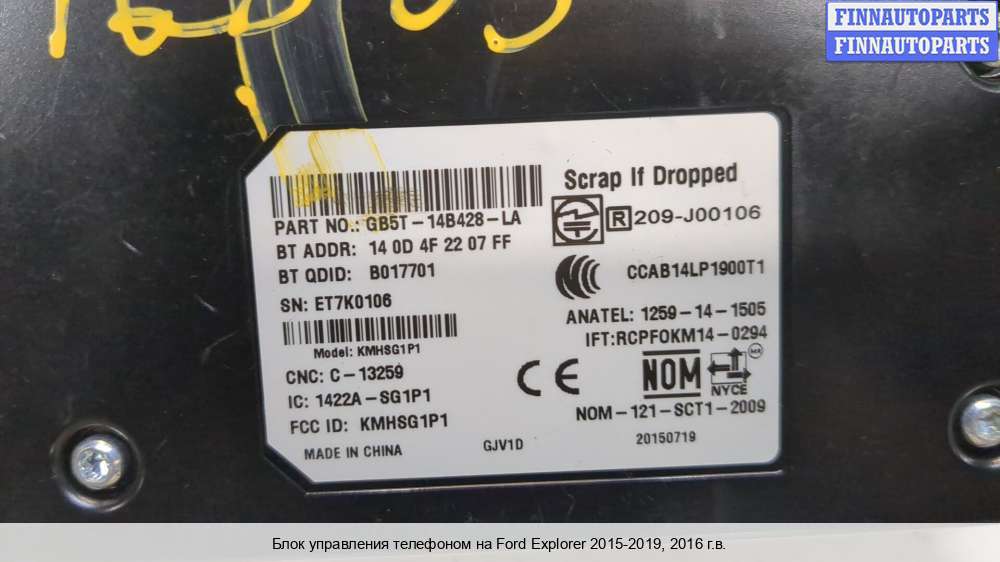 FINNAUTOPARTS
FINNAUTOPARTS
Scrap If Dropped
PART NO.: GB5T-14B428-LA
R 209-J00106
BT ADDR: 14 0D 4F 22 07 FF
BT QDID: B017701
CCAB14LP1900T1
SN: ET7K0106
ANATEL: 1259-14-1505
IFT:RCPFOKM14-0294
Model: KMHSG1P1
CNC: C-13259
CE
NOM
MR
NYCE
IC: 1422A-SG1P1
NOM-121-SCT1-2009
FCC ID: KMHSG1P1
MADE IN CHINA
GJV1D
20150719
Блок управления телефоном на Ford Explorer 2015-2019, 2016 г.в.